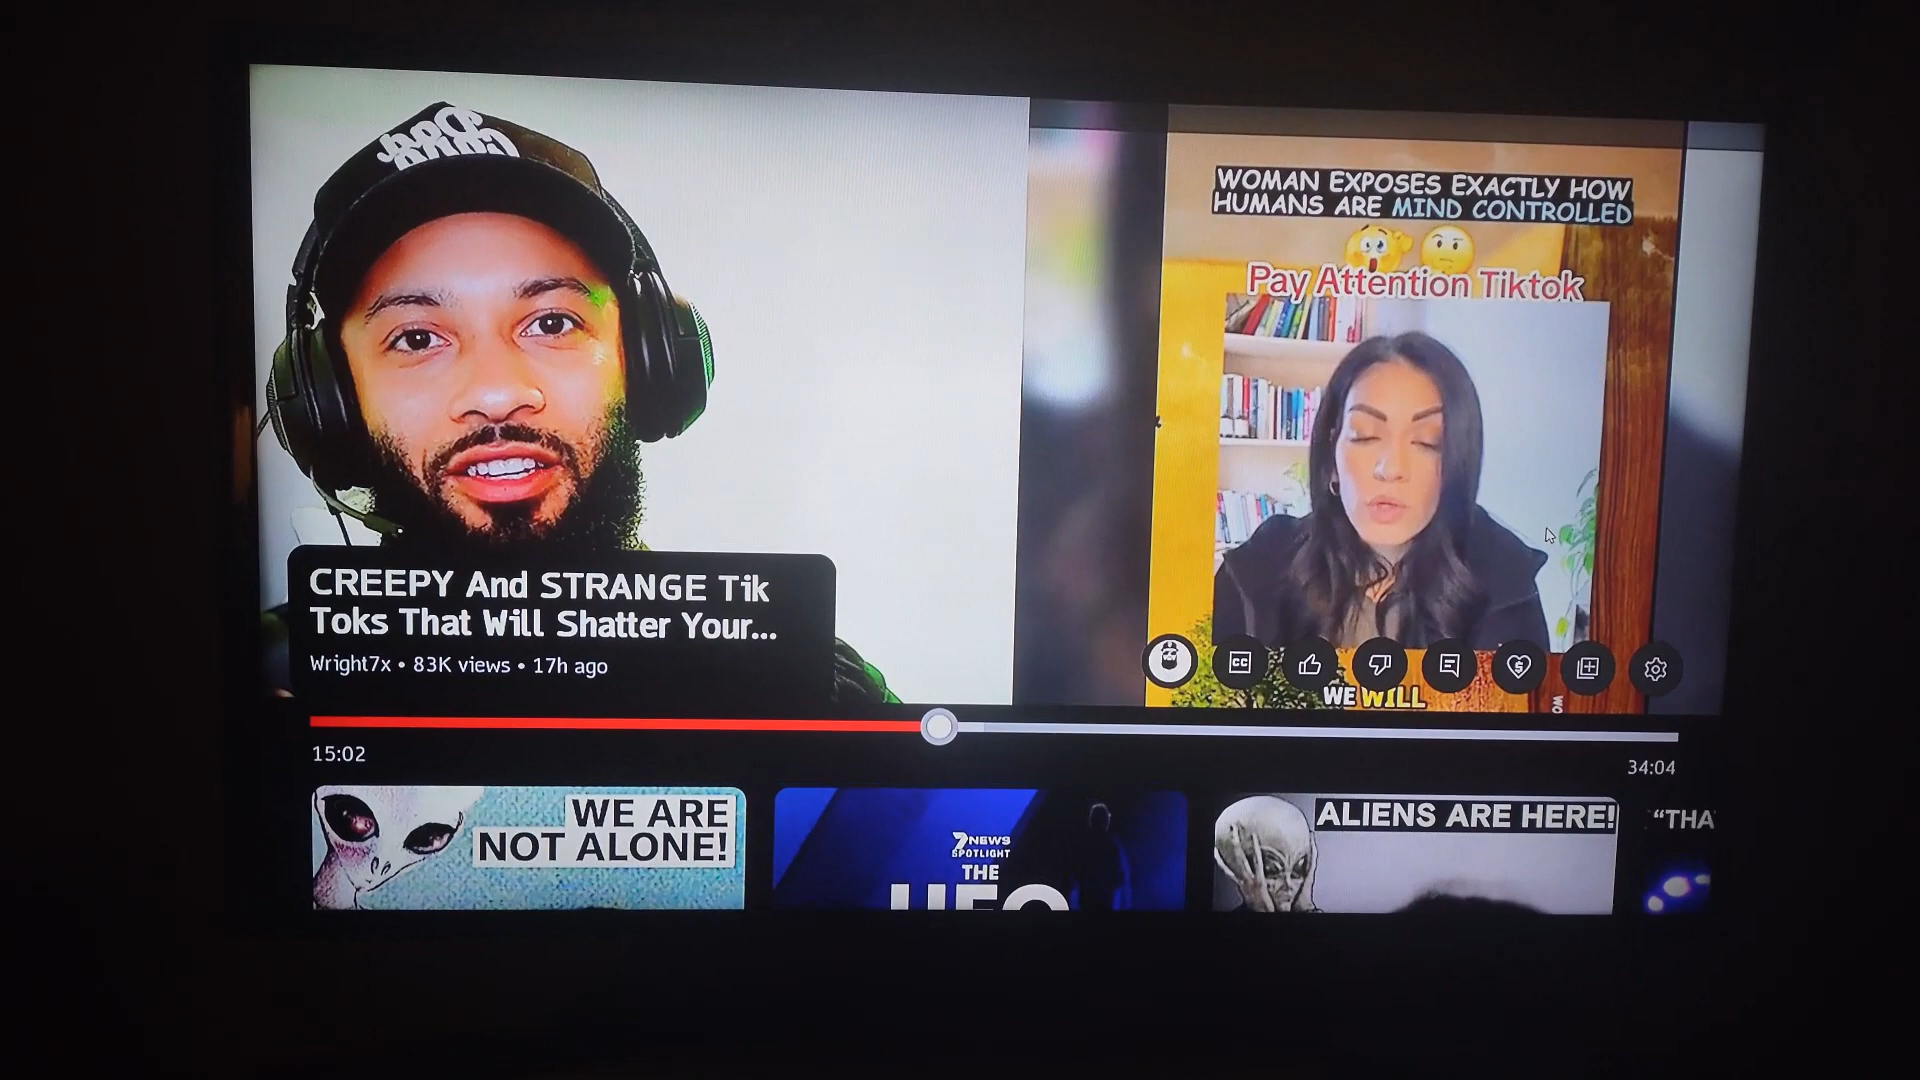 WOMAN EXPOSES EXACTLY HOW
HUMANS ARE MIND CONTROLLED
Pay Attention Tiktok
CREEPY And STRANGE Tik
Toks That Will Shatter Your...
Wright7x • 83K views • 17h ago
CC
WE WILL
15:02
34:04
WE ARE
NOT ALONE!
7NEWS
SPOTLIGHT
THE
UFO
ALIENS ARE HERE!
“THA